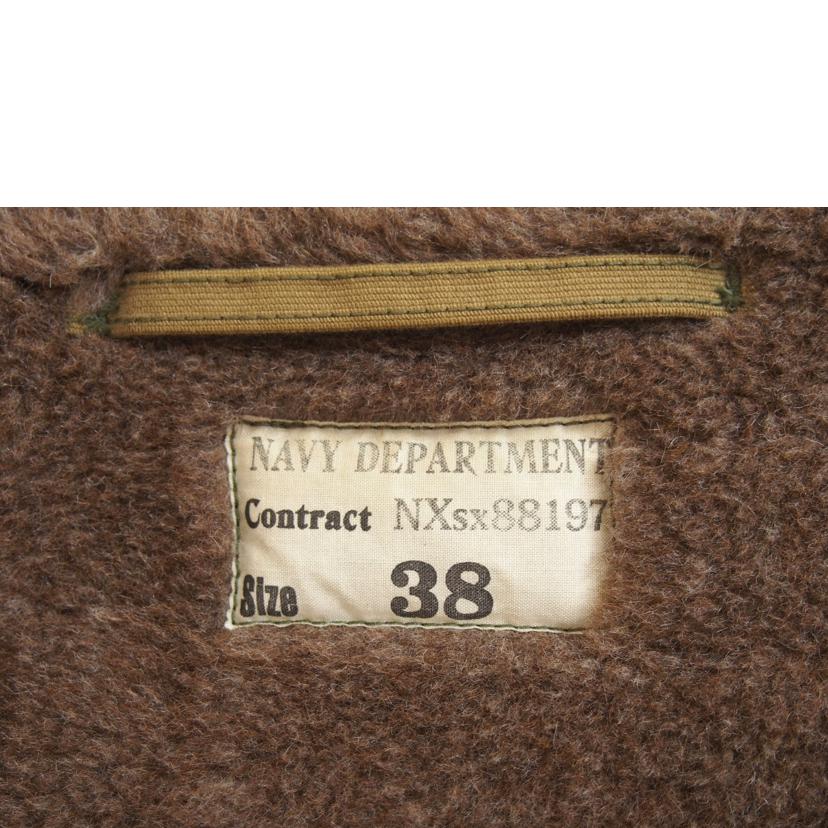 NAVY DEPARTMENT
Contract NXsx88197
Size 38